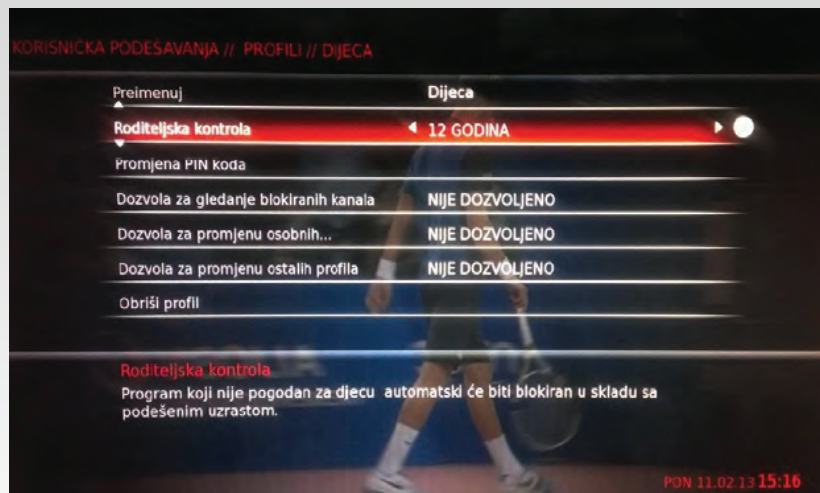 KORISNIČKA PODEŠAVANJA // PROFILI // DIJECA
Preimenuj Dijeca
Roditeljska kontrola 12 GODINA
Promjena PIN koda
Dozvola za gledanje blokiranih kanala NIJE DOZVOLJENO
Dozvola za promjenu osobnih... NIJE DOZVOLJENO
Dozvola za promjenu ostalih profila NIJE DOZVOLJENO
Obriši profil
Roditeljska kontrola
Program koji nije pogodan za djecu automatski će biti blokiran u skladu sa
podešenim uzrastom.
PON 11.02.13 15:16